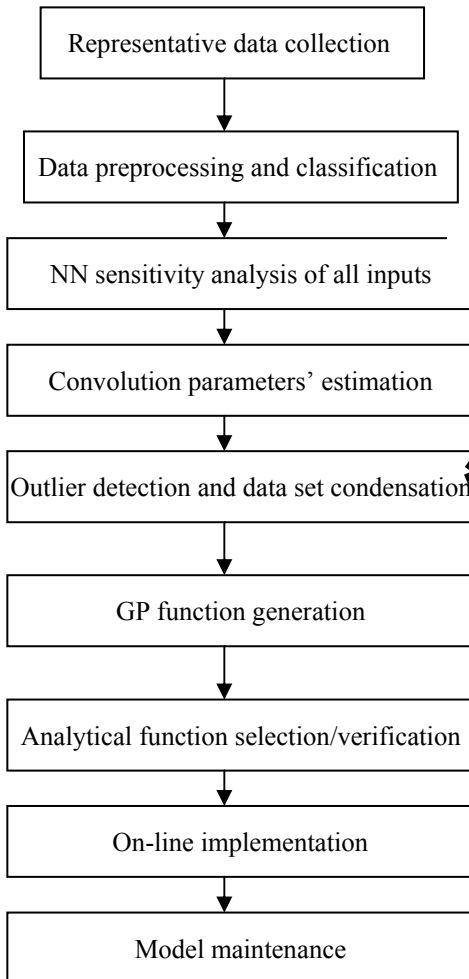 Representative data collection
Data preprocessing and classification
NN sensitivity analysis of all inputs
Convolution parameters’ estimation
Outlier detection and data set condensation
GP function generation
Analytical function selection/verification
On-line implementation
Model maintenance